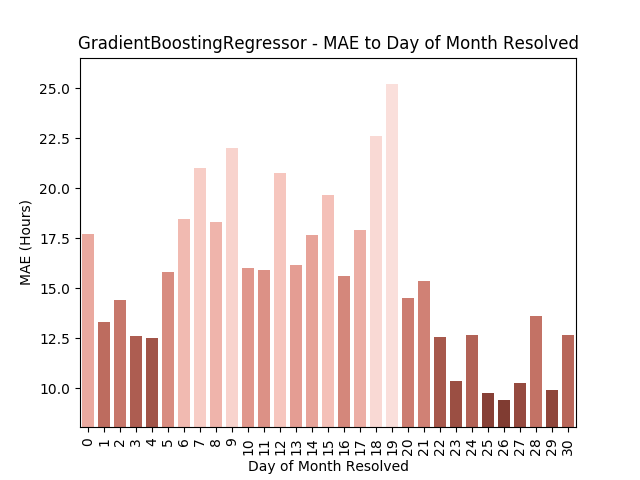 GradientBoostingRegressor - MAE to Day of Month Resolved
25.0
22.5
20.0
17.5
15.0
12.5
10.0
MAE (Hours)
0 1 2 3 4 5 6 7 8 9 10 11 12 13 14 15 16 17 18 19 20 21 22 23 24 25 26 27 28 29 30
Day of Month Resolved